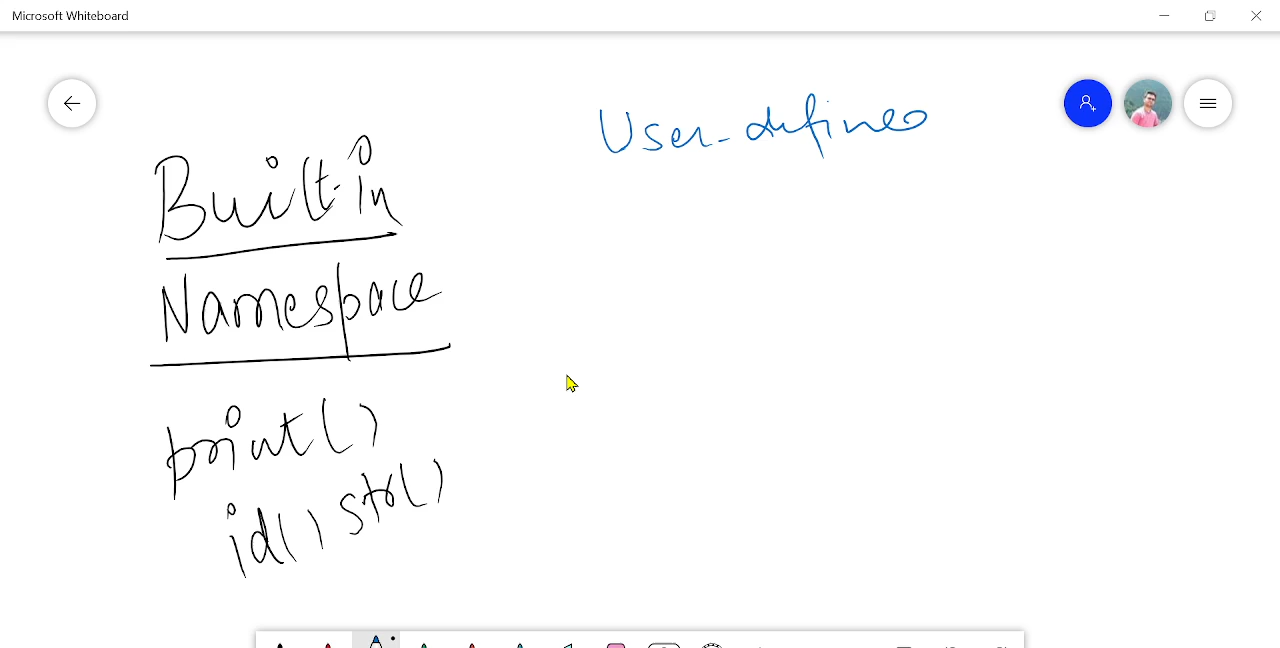 Microsoft Whiteboard
User-defined
Built-in
Namespace
print()
id() str()